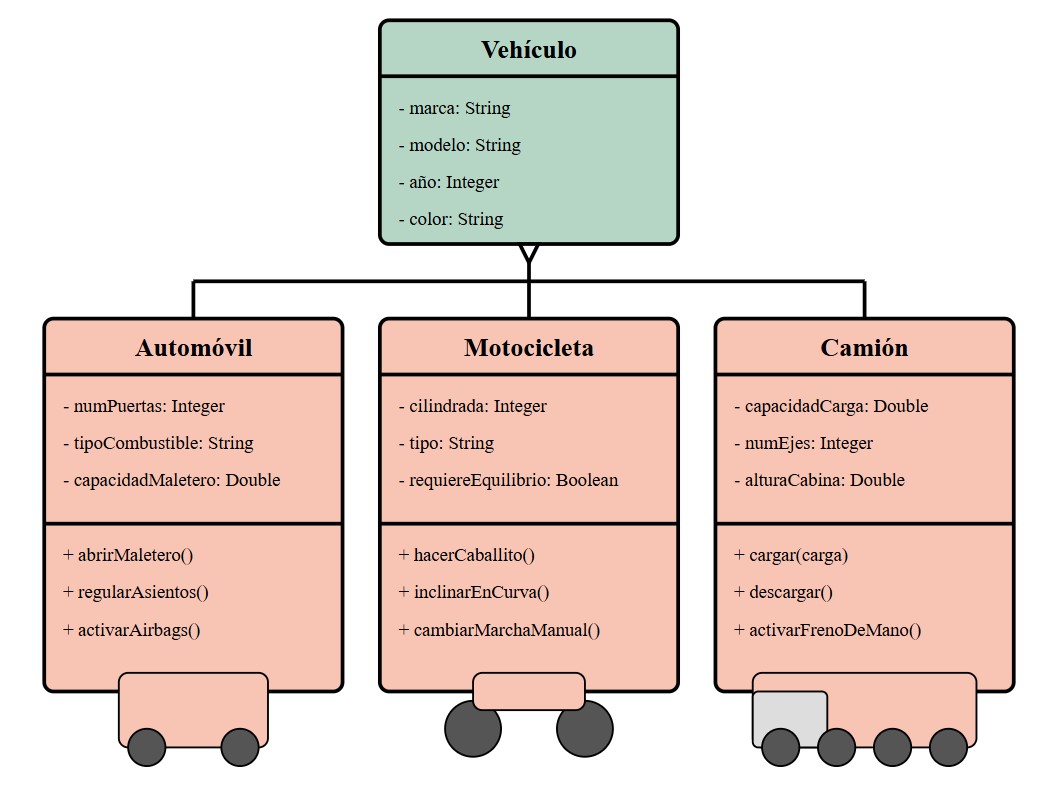 Vehículo
- marca: String
- modelo: String
- año: Integer
- color: String
Automóvil
- numPuertas: Integer
- tipoCombustible: String
- capacidadMaletero: Double
+ abrirMaletero()
+ regularAsientos()
+ activarAirbags()
Motocicleta
- cilindrada: Integer
- tipo: String
- requiereEquilibrio: Boolean
+ hacerCaballito()
+ inclinarEnCurva()
+ cambiarMarchaManual()
Camión
- capacidadCarga: Double
- numEjes: Integer
- alturaCabina: Double
+ cargar(carga)
+ descargar()
+ activarFrenoDeMano()